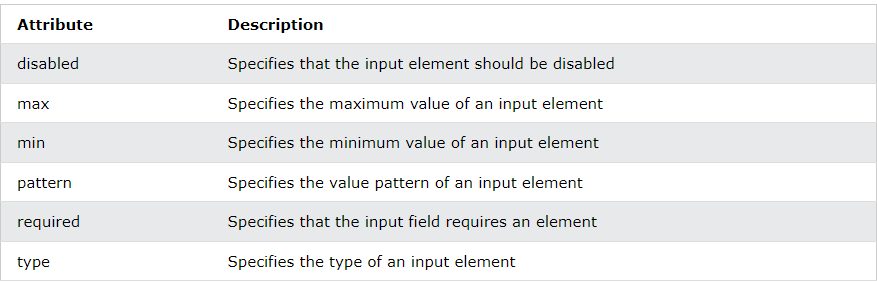 Attribute Description
disabled Specifies that the input element should be disabled
max Specifies the maximum value of an input element
min Specifies the minimum value of an input element
pattern Specifies the value pattern of an input element
required Specifies that the input field requires an element
type Specifies the type of an input element